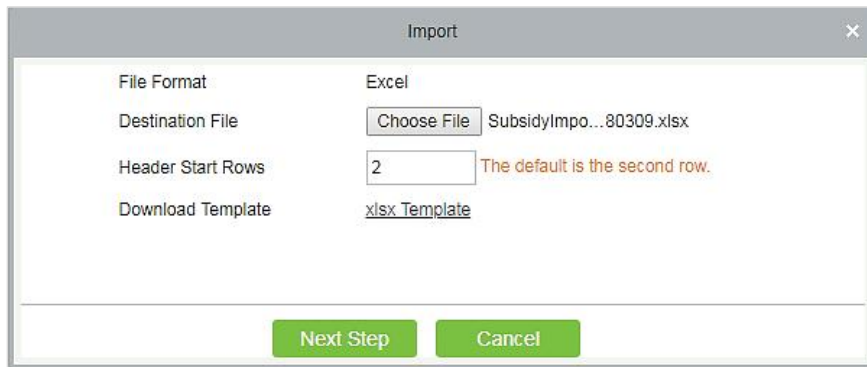 Import ×
File Format Excel
Destination File Choose File SubsidyImpo...80309.xlsx
Header Start Rows 2 The default is the second row.
Download Template xlsx Template
Next Step Cancel